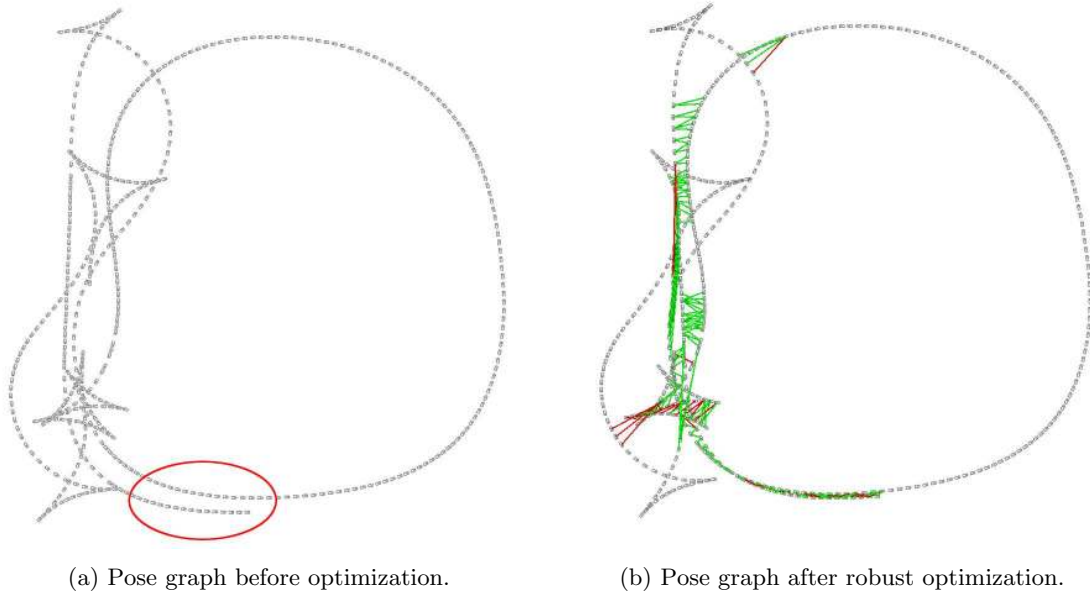 (a) Pose graph before optimization.
(b) Pose graph after robust optimization.